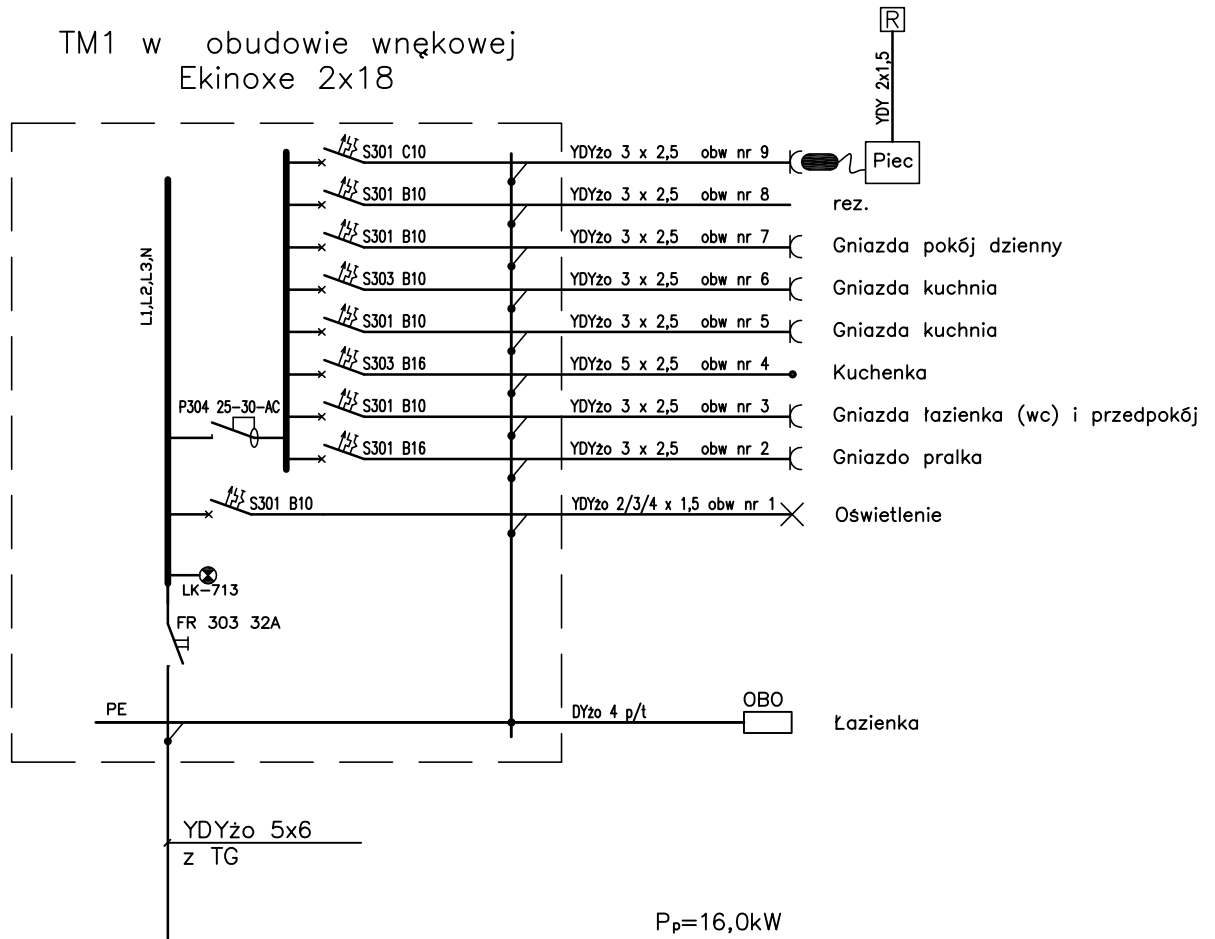 TM1 w obudowie wnękowej
Ekinoxe 2x18
R
YDY 2x1,5
Piec
S301 C10 YDYżo 3 x 2,5 obw nr 9
S301 B10 YDYżo 3 x 2,5 obw nr 8 rez.
S301 B10 YDYżo 3 x 2,5 obw nr 7 Gniazda pokój dzienny
S303 B10 YDYżo 3 x 2,5 obw nr 6 Gniazda kuchnia
S301 B10 YDYżo 3 x 2,5 obw nr 5 Gniazda kuchnia
S303 B16 YDYżo 5 x 2,5 obw nr 4 Kuchenka
S301 B10 YDYżo 3 x 2,5 obw nr 3 Gniazda łazienka (wc) i przedpokój
S301 B16 YDYżo 3 x 2,5 obw nr 2 Gniazdo pralka
L1,L2,L3,N
P304 25-30-AC
S301 B10 YDYżo 2/3/4 x 1,5 obw nr 1 Oświetlenie
LK-713
FR 303 32A
PE DYżo 4 p/t OBO Łazienka
YDYżo 5x6
z TG
Pp=16,0kW